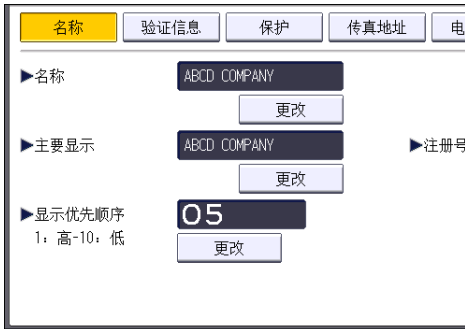 名称 验证信息 保护 传真地址 电
▶名称 ABCD COMPANY
更改
▶主要显示 ABCD COMPANY ▶注册号
更改
▶显示优先顺序 05
1：高-10：低
更改